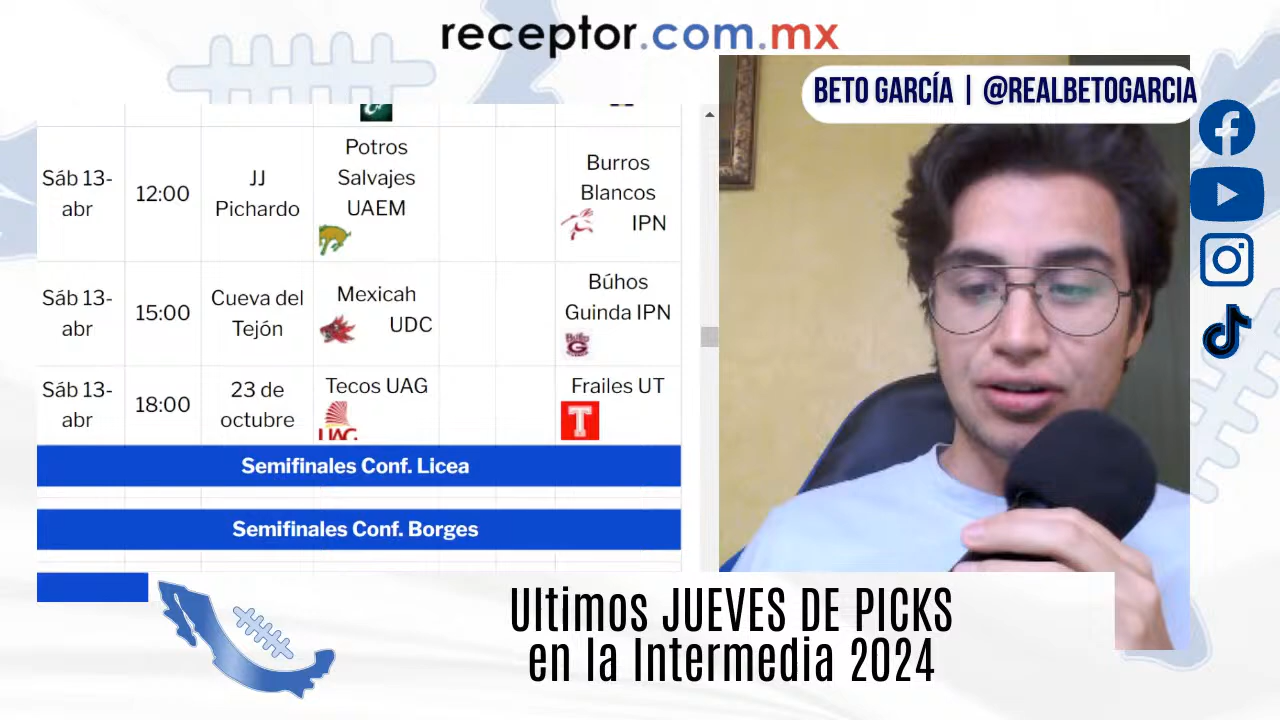 receptor.com.mx
BETO GARCÍA | @REALBETOGARCIA
Sáb 13-
abr
12:00
JJ
Pichardo
Potros
Salvajes
UAEM
Burros
Blancos
IPN
Sáb 13-
abr
15:00
Cueva del
Tejón
Mexicah
UDC
Búhos
Guinda IPN
G
Sáb 13-
abr
18:00
23 de
octubre
Tecos UAG
UAG
Frailes UT
T
Semifinales Conf. Licea
Semifinales Conf. Borges
Ultimos JUEVES DE PICKS
en la Intermedia 2024